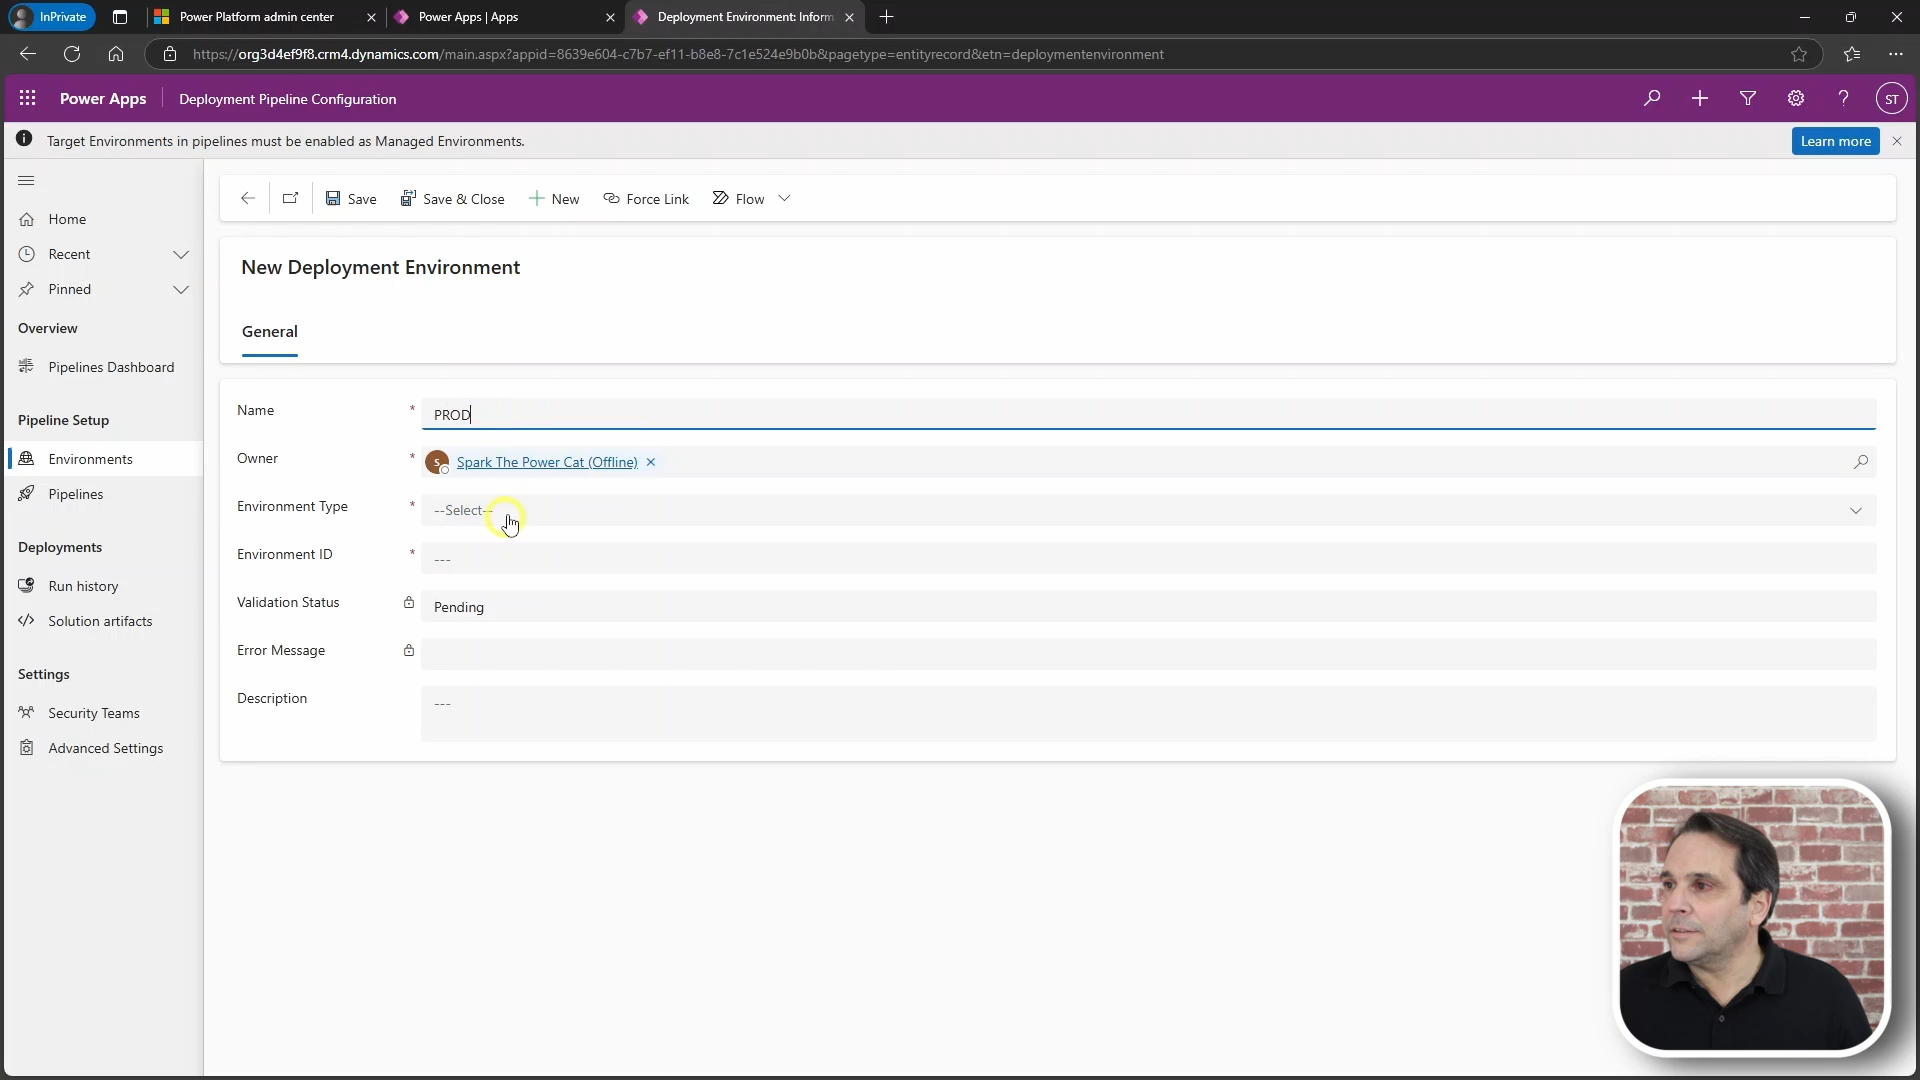 InPrivate
Power Platform admin center
Power Apps | Apps
Deployment Environment: Inform
https://org3d4ef9f8.crm4.dynamics.com/main.aspx?appid=8639e604-c7b7-ef11-b8e8-7c1e524e9b0b&pagetype=entityrecord&etn=deploymentenvironment
Power Apps
Deployment Pipeline Configuration
ST
Target Environments in pipelines must be enabled as Managed Environments.
Learn more
Home
Recent
Pinned
Overview
Pipelines Dashboard
Pipeline Setup
Environments
Pipelines
Deployments
Run history
Solution artifacts
Settings
Security Teams
Advanced Settings
Save
Save & Close
New
Force Link
Flow
New Deployment Environment
General
Name * PROD
Owner * S Spark The Power Cat (Offline)
Environment Type * --Select--
Environment ID * ---
Validation Status Pending
Error Message
Description ---